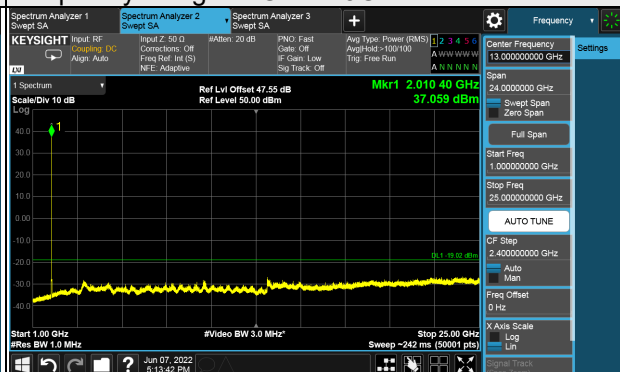 Spectrum Analyzer 1
Swept SA
Spectrum Analyzer 2
Swept SA
Spectrum Analyzer 3
Swept SA
+
Frequency
KEYSIGHT
Input: RF
Coupling: DC
Align: Auto
Input Z: 50 Ω
Corrections: Off
Freq Ref: Int (S)
NFE: Adaptive
#Atten: 20 dB
PNO: Fast
Gate: Off
IF Gain: Low
Sig Track: Off
Avg Type: Power (RMS)
Avg|Hold:>100/100
Trig: Free Run
1 2 3 4 5 6
A W W W W W
A N N N N N
LXI
1 Spectrum
Scale/Div 10 dB
Log
Ref Lvl Offset 47.55 dB
Ref Level 50.00 dBm
Mkr1 2.010 40 GHz
37.059 dBm
1
40.0
30.0
20.0
10.0
0.00
-10.0
-20.0
-30.0
-40.0
DL1 -19.02 dBm
Start 1.00 GHz
#Res BW 1.0 MHz
#Video BW 3.0 MHz*
Stop 25.00 GHz
Sweep ~242 ms (50001 pts)
Jun 07, 2022
5:13:42 PM
?
Center Frequency
13.000000000 GHz
Settings
Span
24.0000000 GHz
Swept Span
Zero Span
Full Span
Start Freq
1.000000000 GHz
Stop Freq
25.000000000 GHz
AUTO TUNE
CF Step
2.400000000 GHz
Auto
Man
Freq Offset
0 Hz
X Axis Scale
Log
Lin
Signal Track